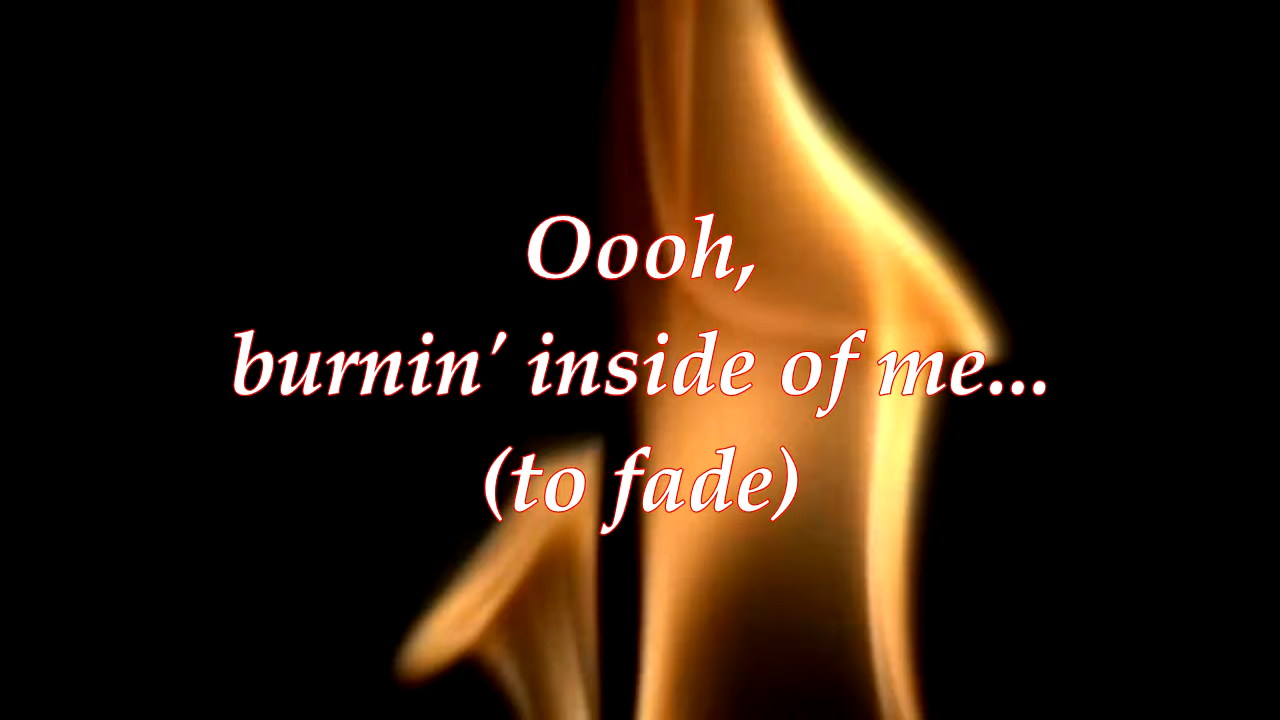 Oooh,
burnin’ inside of me...
(to fade)